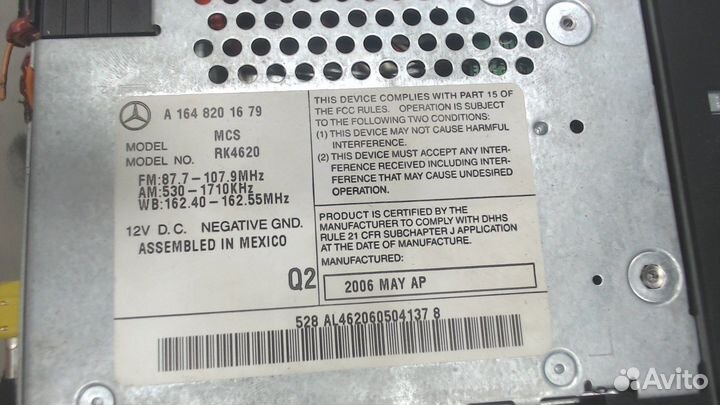 A 164 820 16 79
MODEL MCS
MODEL NO. RK4620
FM:87.7-107.9MHz
AM:530-1710KHz
WB:162.40-162.55MHz
12V D.C. NEGATIVE GND.
ASSEMBLED IN MEXICO
Q2
THIS DEVICE COMPLIES WITH PART 15 OF
THE FCC RULES. OPERATION IS SUBJECT
TO THE FOLLOWING TWO CONDITIONS:
(1) THIS DEVICE MAY NOT CAUSE HARMFUL
INTERFERENCE.
(2) THIS DEVICE MUST ACCEPT ANY INTER-
FERENCE RECEIVED INCLUDING INTER-
FERENCE THAT MAY CAUSE UNDESIRED
OPERATION.
PRODUCT IS CERTIFIED BY THE
MANUFACTURER TO COMPLY WITH DHHS
RULE 21 CFR SUBCHAPTER J APPLICATION
AT THE DATE OF MANUFACTURE.
MANUFACTURED:
2006 MAY AP
528 AL462060504137 8
Avito